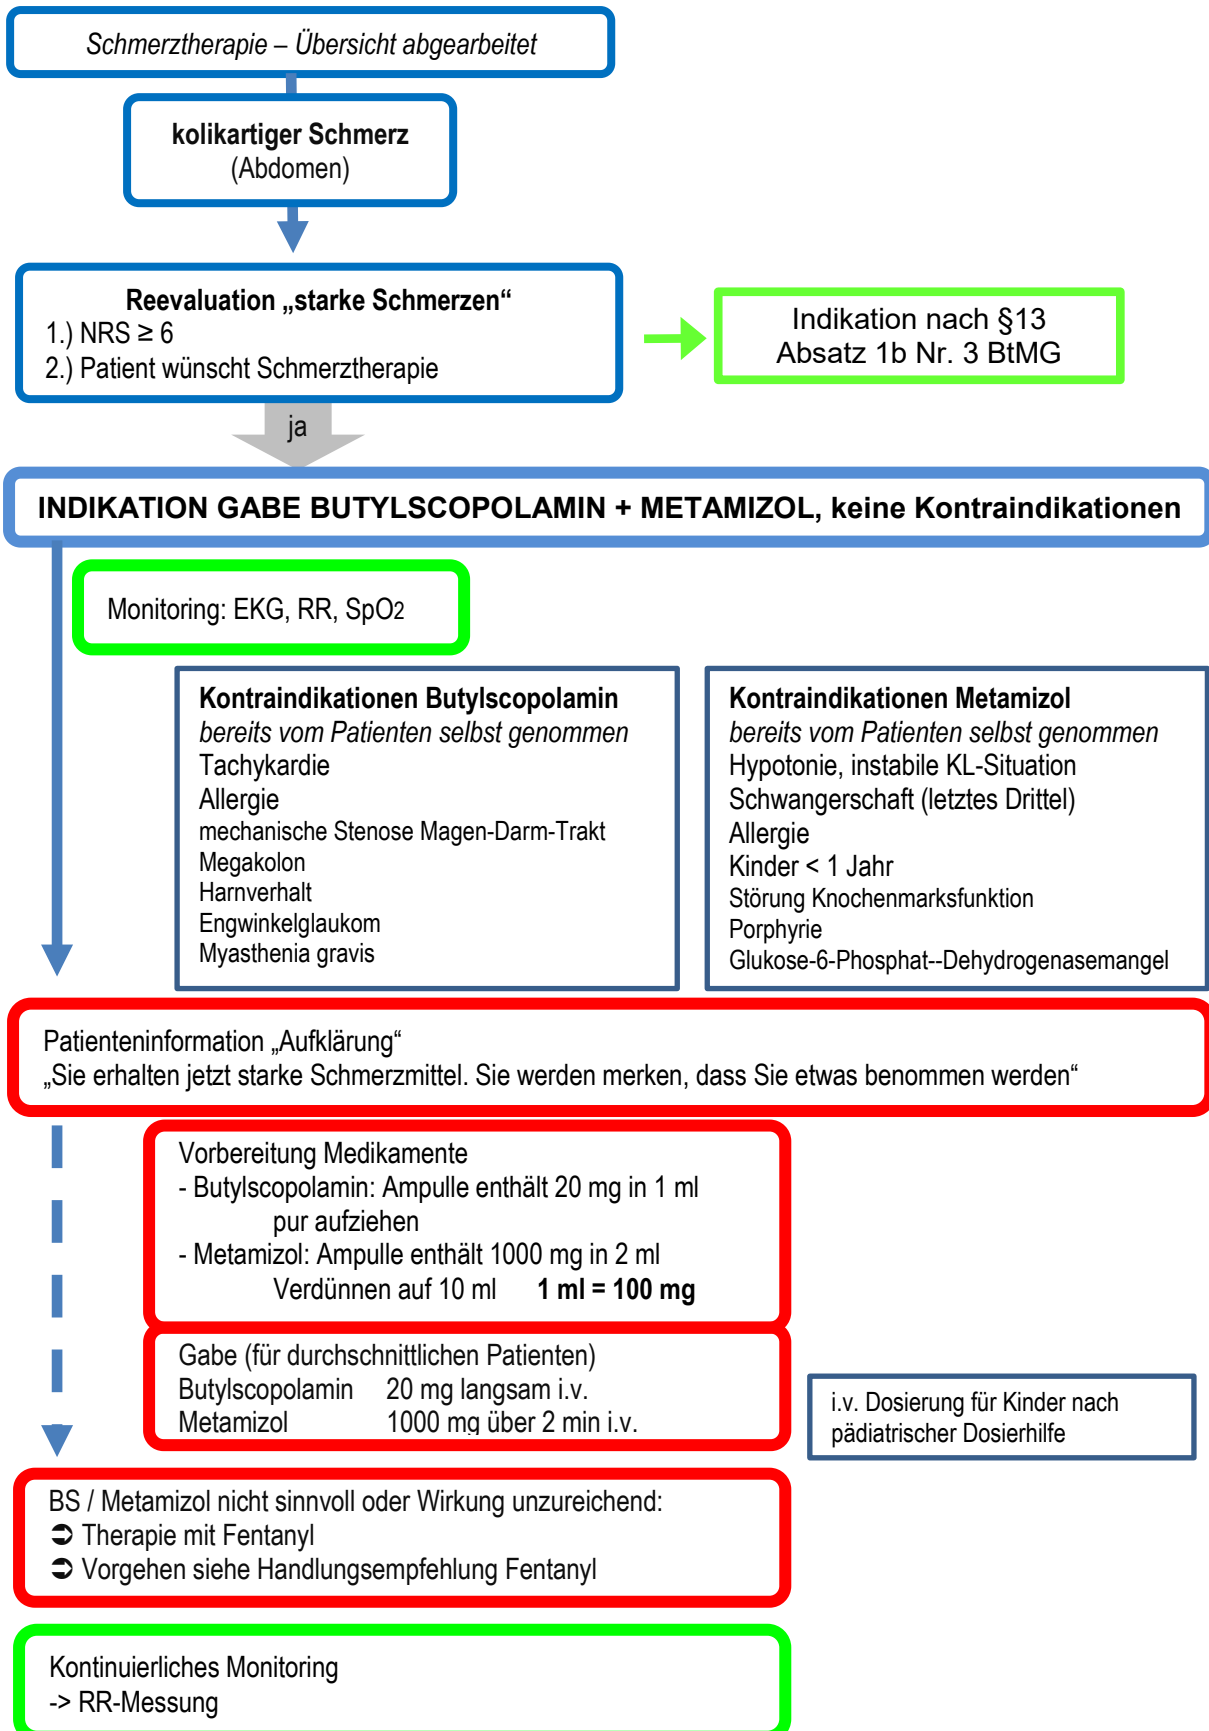 Schmerztherapie – Übersicht abgearbeitet
kolikartiger Schmerz
(Abdomen)
Reevaluation „starke Schmerzen“
1.) NRS ≥ 6
2.) Patient wünscht Schmerztherapie
Indikation nach §13
Absatz 1b Nr. 3 BtMG
ja
INDIKATION GABE BUTYLSCOPOLAMIN + METAMIZOL, keine Kontraindikationen
Monitoring: EKG, RR, SpO2
Kontraindikationen Butylscopolamin
bereits vom Patienten selbst genommen
Tachykardie
Allergie
mechanische Stenose Magen-Darm-Trakt
Megakolon
Harnverhalt
Engwinkelglaukom
Myasthenia gravis
Kontraindikationen Metamizol
bereits vom Patienten selbst genommen
Hypotonie, instabile KL-Situation
Schwangerschaft (letztes Drittel)
Allergie
Kinder < 1 Jahr
Störung Knochenmarksfunktion
Porphyrie
Glukose-6-Phosphat--Dehydrogenasemangel
Patienteninformation „Aufklärung“
„Sie erhalten jetzt starke Schmerzmittel. Sie werden merken, dass Sie etwas benommen werden“
Vorbereitung Medikamente
- Butylscopolamin: Ampulle enthält 20 mg in 1 ml
pur aufziehen
- Metamizol: Ampulle enthält 1000 mg in 2 ml
Verdünnen auf 10 ml 1 ml = 100 mg
Gabe (für durchschnittlichen Patienten)
Butylscopolamin 20 mg langsam i.v.
Metamizol 1000 mg über 2 min i.v.
i.v. Dosierung für Kinder nach
pädiatrischer Dosierhilfe
BS / Metamizol nicht sinnvoll oder Wirkung unzureichend:
➲ Therapie mit Fentanyl
➲ Vorgehen siehe Handlungsempfehlung Fentanyl
Kontinuierliches Monitoring
-> RR-Messung